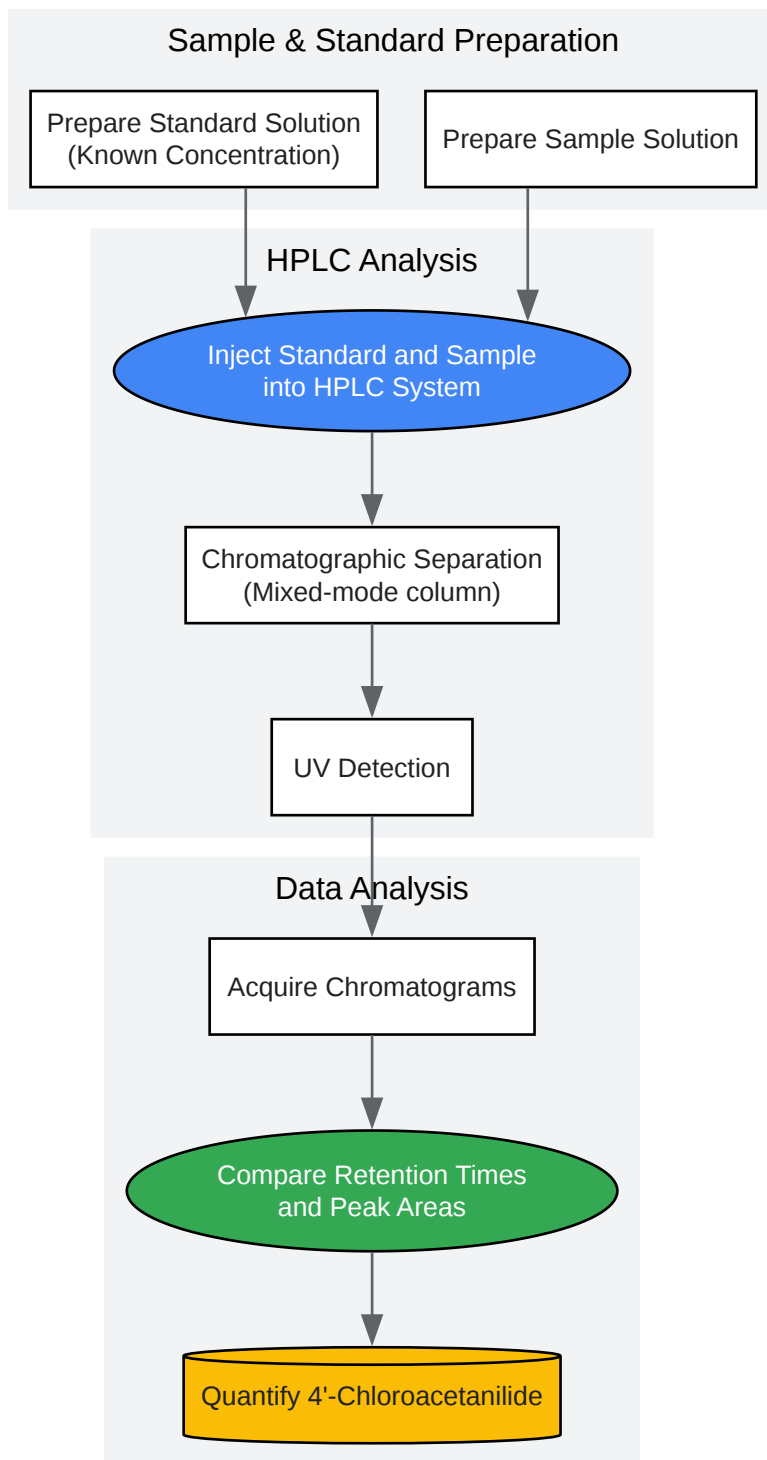 Sample & Standard Preparation
Prepare Standard Solution
(Known Concentration)
Prepare Sample Solution
HPLC Analysis
Inject Standard and Sample
into HPLC System
Chromatographic Separation
(Mixed-mode column)
UV Detection
Data Analysis
Acquire Chromatograms
Compare Retention Times
and Peak Areas
Quantify 4'-Chloroacetanilide